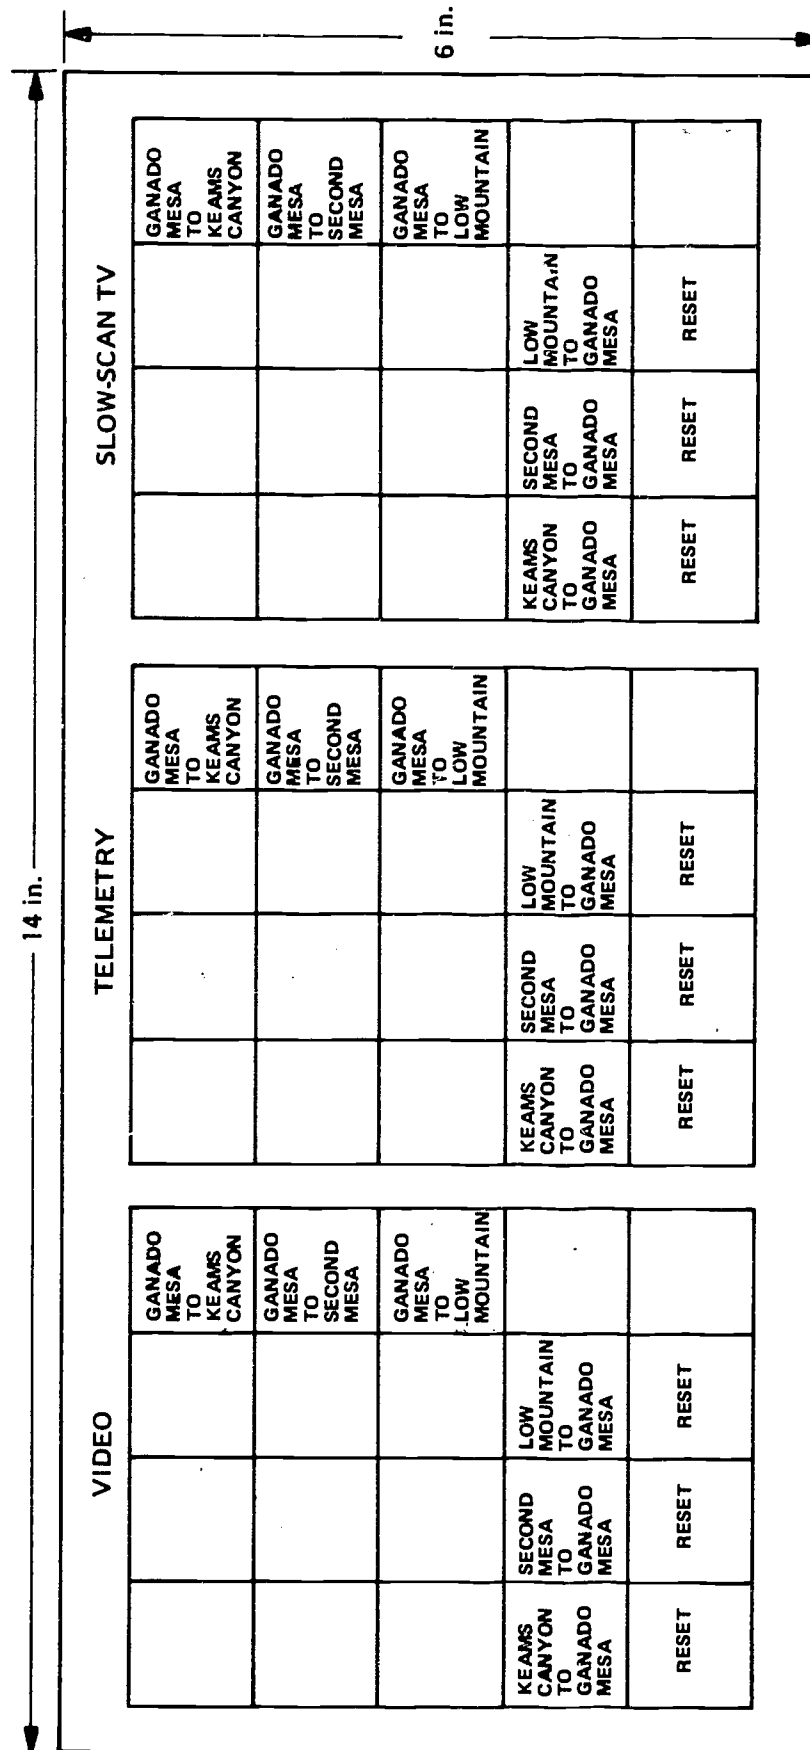 14 in.
6 in.
VIDEO
GANADO
MESA
TO
KEAMS
CANYON
GANADO
MESA
TO
SECOND
MESA
GANADO
MESA
TO
LOW
MOUNTAIN
KEAMS
CANYON
TO
GANADO
MESA
SECOND
MESA
TO
GANADO
MESA
LOW
MOUNTAIN
TO
GANADO
MESA
RESET
RESET
RESET
TELEMETRY
GANADO
MESA
TO
KEAMS
CANYON
GANADO
MESA
TO
SECOND
MESA
GANADO
MESA
TO
LOW
MOUNTAIN
KEAMS
CANYON
TO
GANADO
MESA
SECOND
MESA
TO
GANADO
MESA
LOW
MOUNTAIN
TO
GANADO
MESA
RESET
RESET
RESET
SLOW-SCAN TV
GANADO
MESA
TO
KEAMS
CANYON
GANADO
MESA
TO
SECOND
MESA
GANADO
MESA
TO
LOW
MOUNTAIN
KEAMS
CANYON
TO
GANADO
MESA
SECOND
MESA
TO
GANADO
MESA
LOW
MOUNTAIN
TO
GANADO
MESA
RESET
RESET
RESET